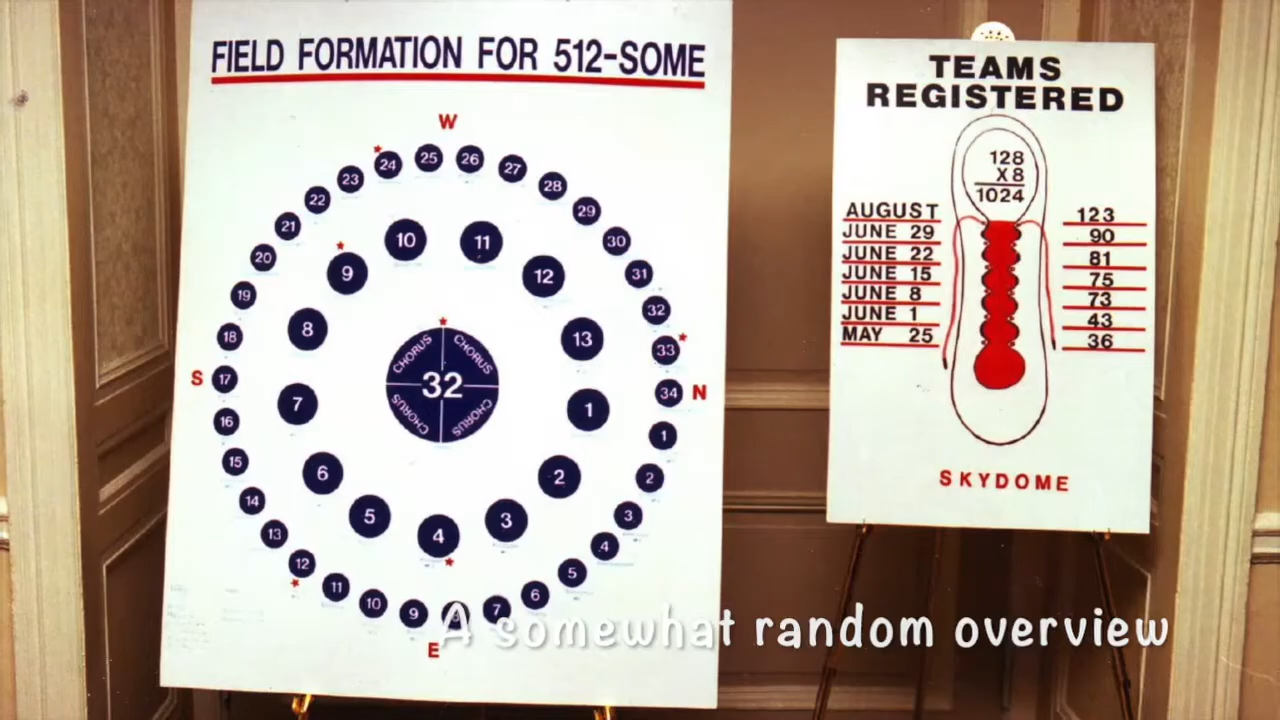 FIELD FORMATION FOR 512-SOME
W
24 25 26 27
23 28
22 29
21 30
20 31
19 32
18 33
S 17 34 N
16 1
15 2
14 3
13 4
12 5
11 6
10 9 7
E
10 11
9 12
8 13
7 1
6 2
5 4 3
CHORUS CHORUS
32
CHORUS CHORUS
TEAMS
REGISTERED
128
X 8
1024
AUGUST 123
JUNE 29 90
JUNE 22 81
JUNE 15 75
JUNE 8 73
JUNE 1 43
MAY 25 36
SKYDOME
A somewhat random overview